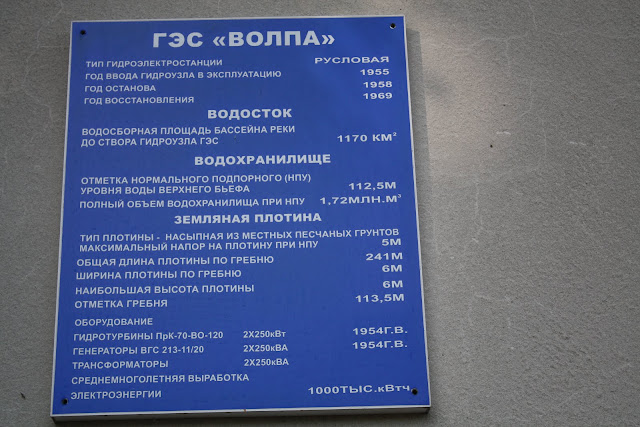 ГЭС «ВОЛПА»
ТИП ГИДРОЭЛЕКТРОСТАНЦИИ РУСЛОВАЯ
ГОД ВВОДА ГИДРОУЗЛА В ЭКСПЛУАТАЦИЮ 1955
ГОД ОСТАНОВА 1958
ГОД ВОССТАНОВЛЕНИЯ 1969
ВОДОСТОК
ВОДОСБОРНАЯ ПЛОЩАДЬ БАССЕЙНА РЕКИ
ДО СТВОРА ГИДРОУЗЛА ГЭС 1170 КМ²
ВОДОХРАНИЛИЩЕ
ОТМЕТКА НОРМАЛЬНОГО ПОДПОРНОГО (НПУ)
УРОВНЯ ВОДЫ ВЕРХНЕГО БЬЕФА 112,5М
ПОЛНЫЙ ОБЪЕМ ВОДОХРАНИЛИЩА ПРИ НПУ 1,72МЛН.М³
ЗЕМЛЯНАЯ ПЛОТИНА
ТИП ПЛОТИНЫ - НАСЫПНАЯ ИЗ МЕСТНЫХ ПЕСЧАНЫХ ГРУНТОВ
МАКСИМАЛЬНЫЙ НАПОР НА ПЛОТИНУ ПРИ НПУ 5М
ОБЩАЯ ДЛИНА ПЛОТИНЫ ПО ГРЕБНЮ 241М
ШИРИНА ПЛОТИНЫ ПО ГРЕБНЮ 6М
НАИБОЛЬШАЯ ВЫСОТА ПЛОТИНЫ 6М
ОТМЕТКА ГРЕБНЯ 113,5М
ОБОРУДОВАНИЕ
ГИДРОТУРБИНЫ ПрК-70-ВО-120 2Х250кВт 1954Г.В.
ГЕНЕРАТОРЫ ВГС 213-11/20 2Х250кВА 1954Г.В.
ТРАНСФОРМАТОРЫ 2Х250кВА
СРЕДНЕМНОГОЛЕТНЯЯ ВЫРАБОТКА
ЭЛЕКТРОЭНЕРГИИ 1000ТЫС.кВтч